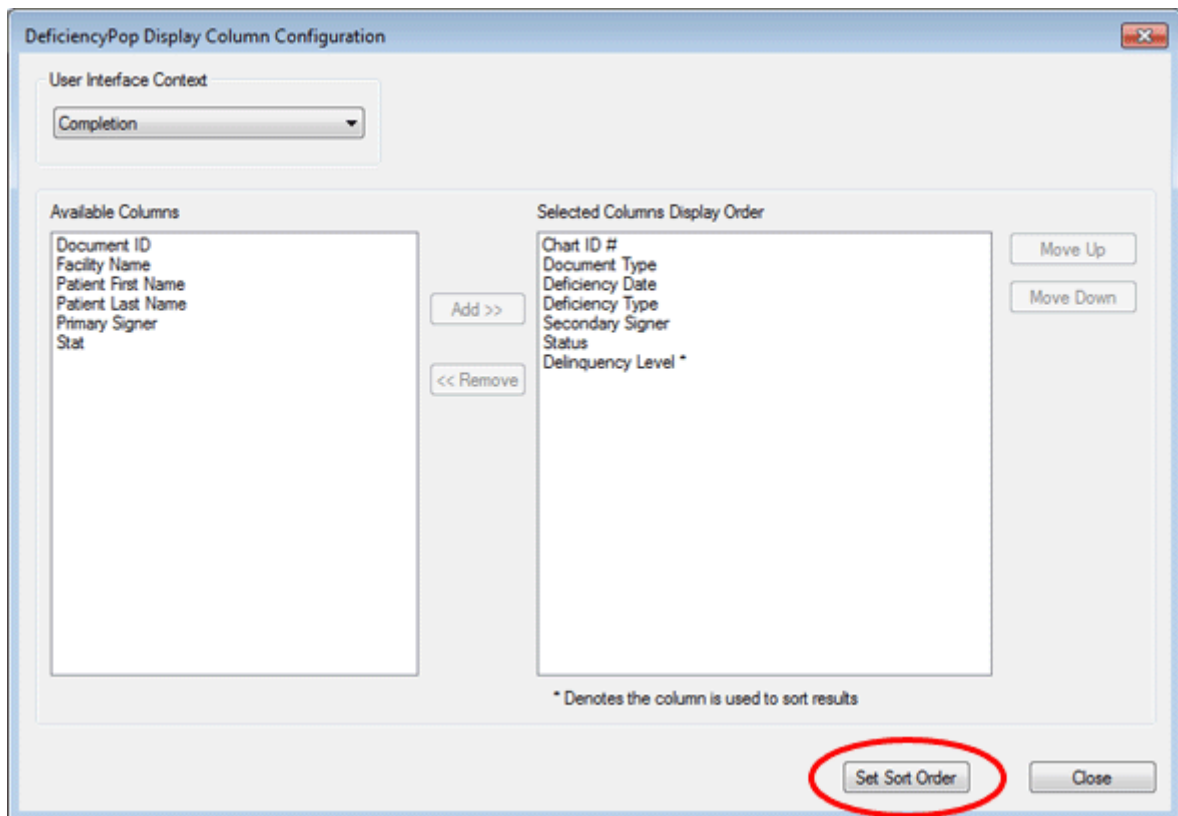 DeficiencyPop Display Column Configuration
User Interface Context
Completion
Available Columns
Document ID
Facility Name
Patient First Name
Patient Last Name
Primary Signer
Stat
Add >>
<< Remove
Selected Columns Display Order
Chart ID #
Document Type
Deficiency Date
Deficiency Type
Secondary Signer
Status
Delinquency Level *
Move Up
Move Down
* Denotes the column is used to sort results
Set Sort Order
Close